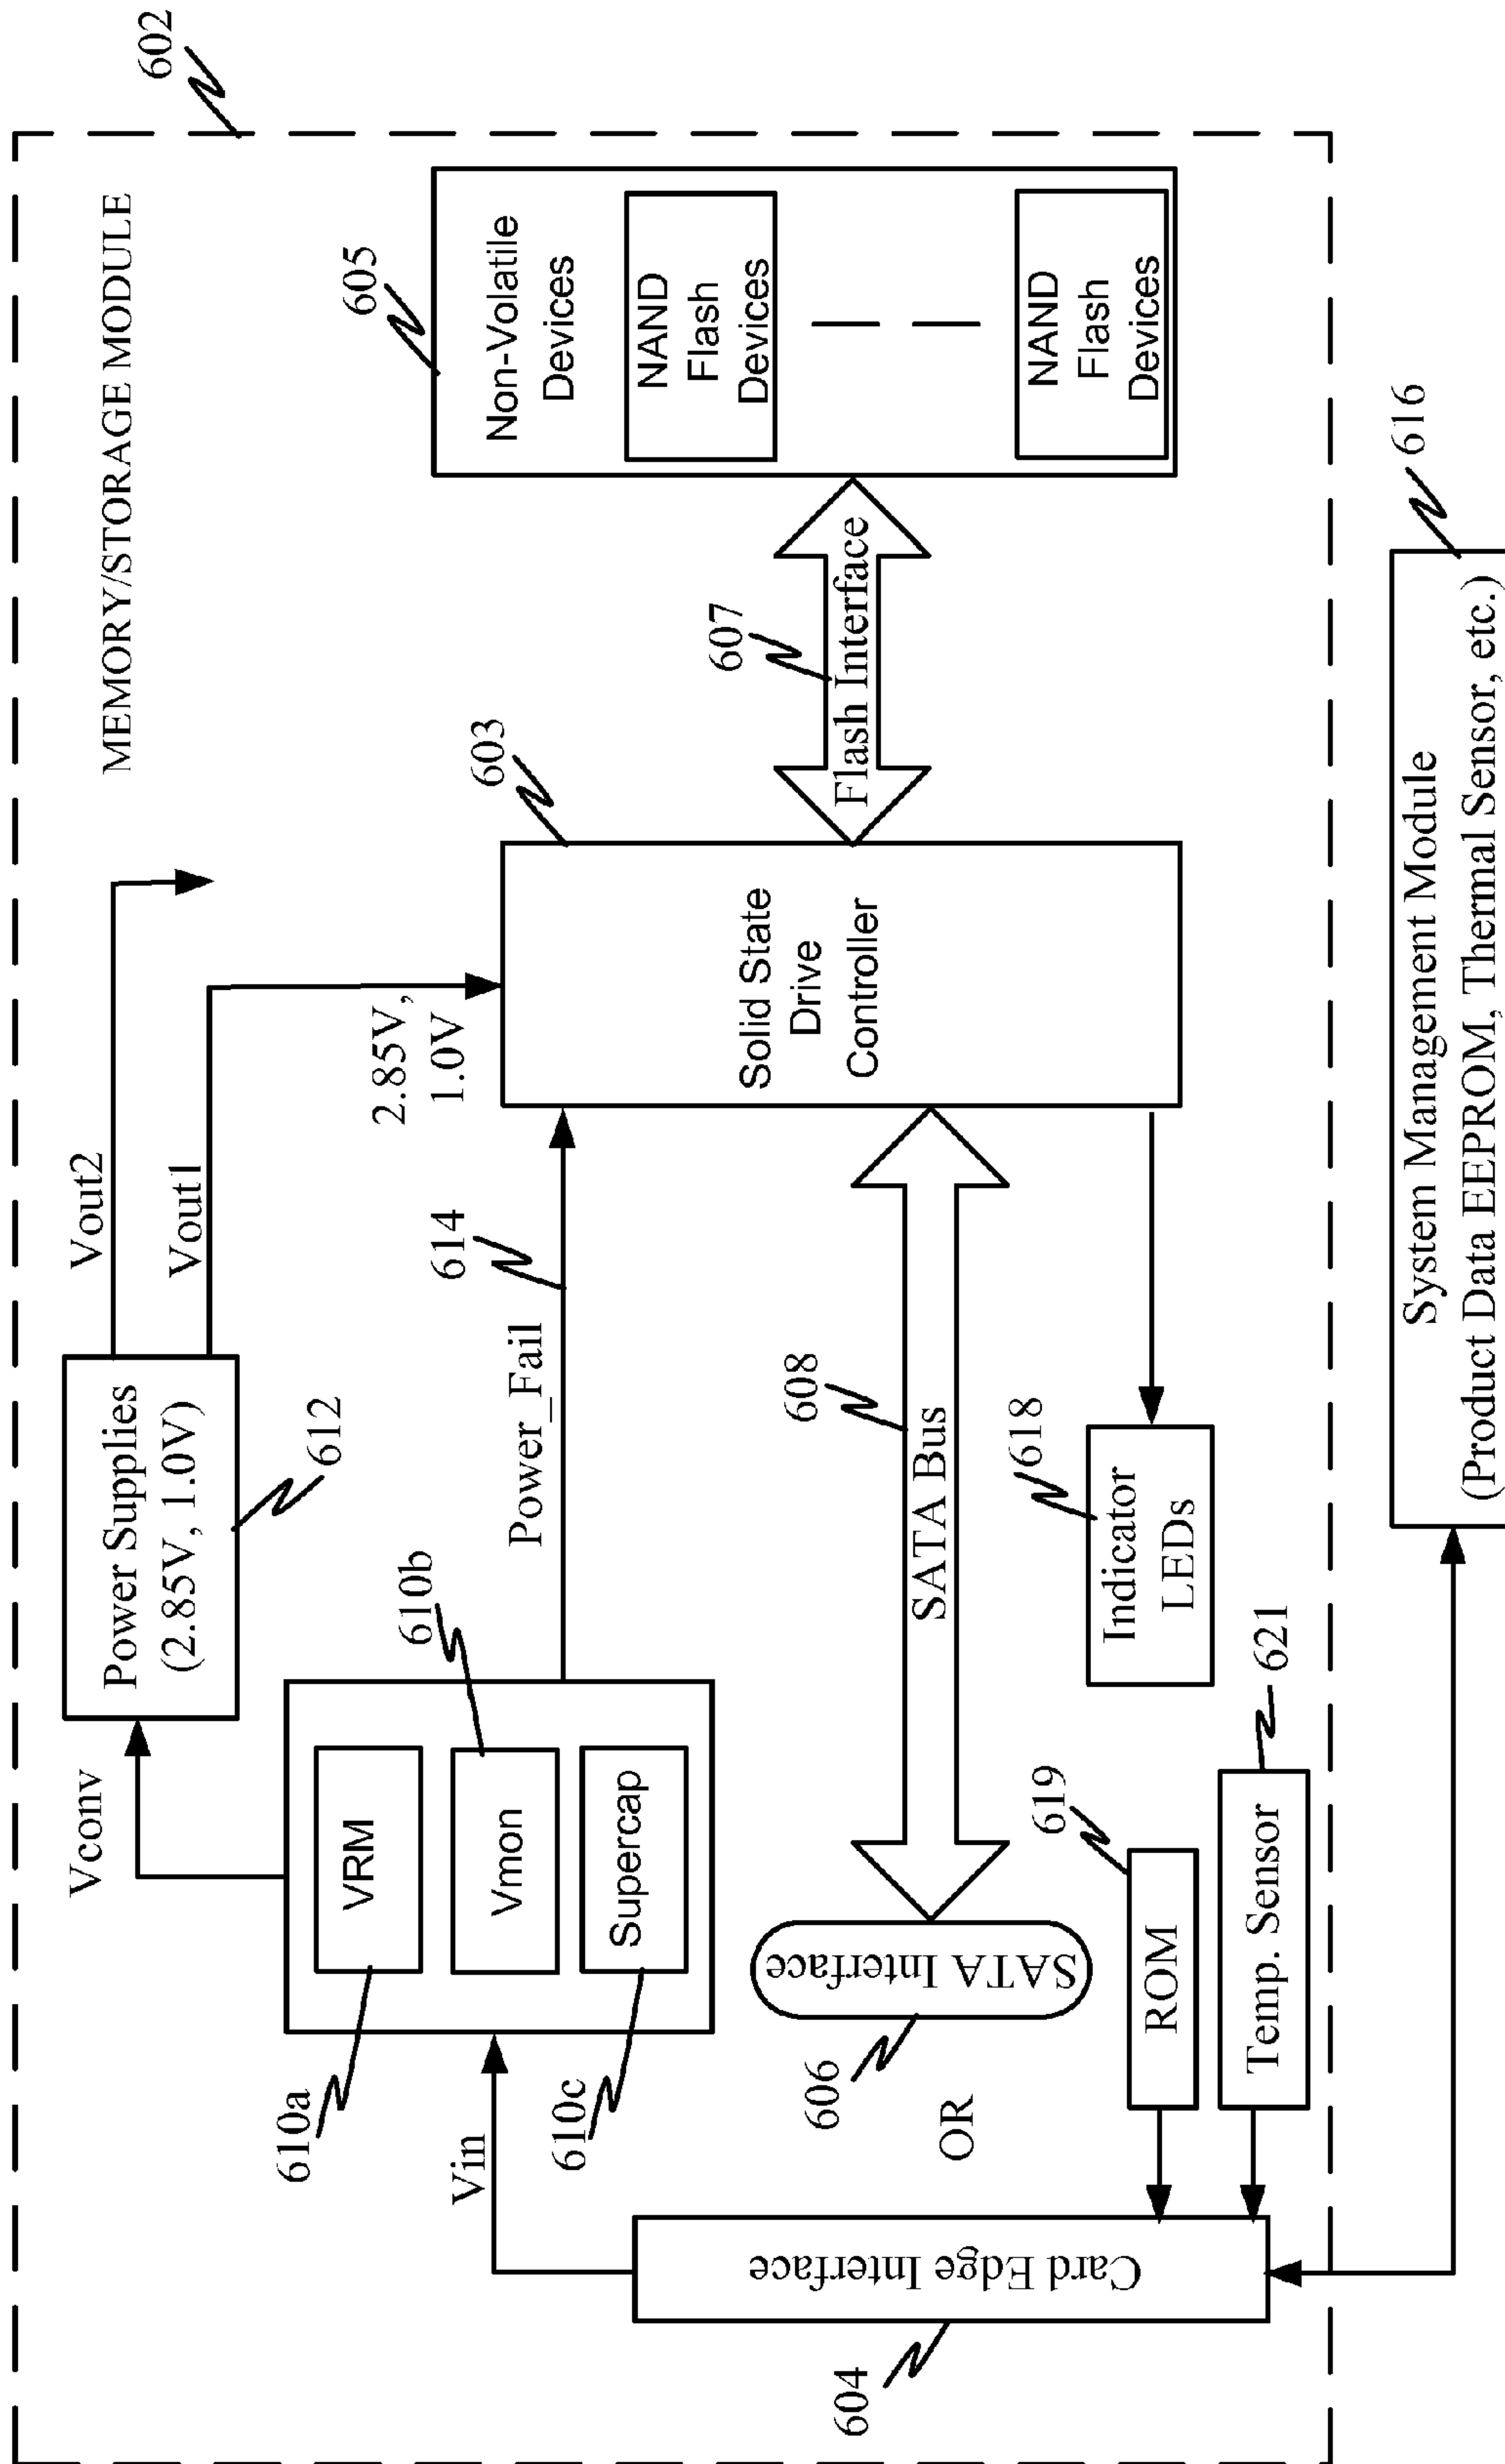 602
MEMORY/STORAGE MODULE
Vout2
Vout1
Vconv
Power Supplies
(2.85V, 1.0V)
612
2.85V,
1.0V
605
Non-Volatile
Devices
NAND
Flash
Devices
NAND
Flash
Devices
603
Solid State
Drive
Controller
607
Flash Interface
614
Power_Fail
610b
VRM
Vmon
Supercap
610a
610c
Vin
608
SATA Bus
SATA Interface
606
OR
618
Indicator
LEDs
619
ROM
621
Temp. Sensor
Card Edge Interface
604
616
System Management Module
(Product Data EEPROM, Thermal Sensor, etc.)